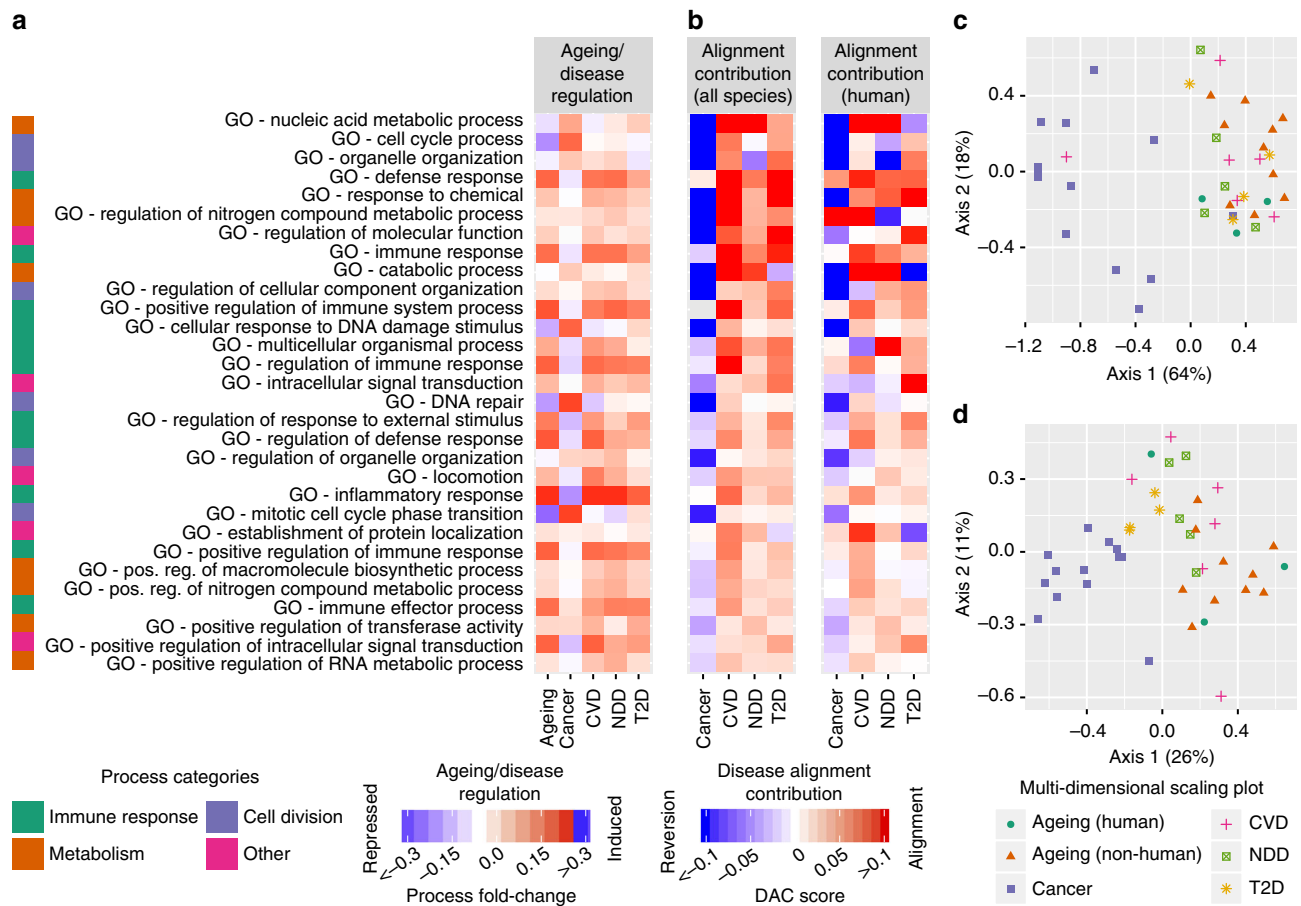 a
Ageing/
disease
regulation
b
Alignment
contribution
(all species)
Alignment
contribution
(human)
GO - nucleic acid metabolic process
GO - cell cycle process
GO - organelle organization
GO - defense response
GO - response to chemical
GO - regulation of nitrogen compound metabolic process
GO - regulation of molecular function
GO - immune response
GO - catabolic process
GO - regulation of cellular component organization
GO - positive regulation of immune system process
GO - cellular response to DNA damage stimulus
GO - multicellular organismal process
GO - regulation of immune response
GO - intracellular signal transduction
GO - DNA repair
GO - regulation of response to external stimulus
GO - regulation of defense response
GO - regulation of organelle organization
GO - locomotion
GO - inflammatory response
GO - mitotic cell cycle phase transition
GO - establishment of protein localization
GO - positive regulation of immune response
GO - pos. reg. of macromolecule biosynthetic process
GO - pos. reg. of nitrogen compound metabolic process
GO - immune effector process
GO - positive regulation of transferase activity
GO - positive regulation of intracellular signal transduction
GO - positive regulation of RNA metabolic process
Ageing Cancer CVD NDD T2D
Cancer CVD NDD T2D
Cancer CVD NDD T2D
Process categories
Immune response
Cell division
Metabolism
Other
Ageing/disease
regulation
Repressed
Induced
<–0.3 –0.15 0.0 0.15 >0.3
Process fold-change
Disease alignment
contribution
Reversion
Alignment
<–0.1 –0.05 0 0.05 >0.1
DAC score
c
Axis 2 (18%)
0.4
0.0
–0.4
–1.2 –0.8 –0.4 0.0 0.4
Axis 1 (64%)
d
Axis 2 (11%)
0.3
0.0
–0.3
–0.6
–0.4 0.0 0.4
Axis 1 (26%)
Multi-dimensional scaling plot
Ageing (human)
CVD
Ageing (non-human)
NDD
Cancer
T2D